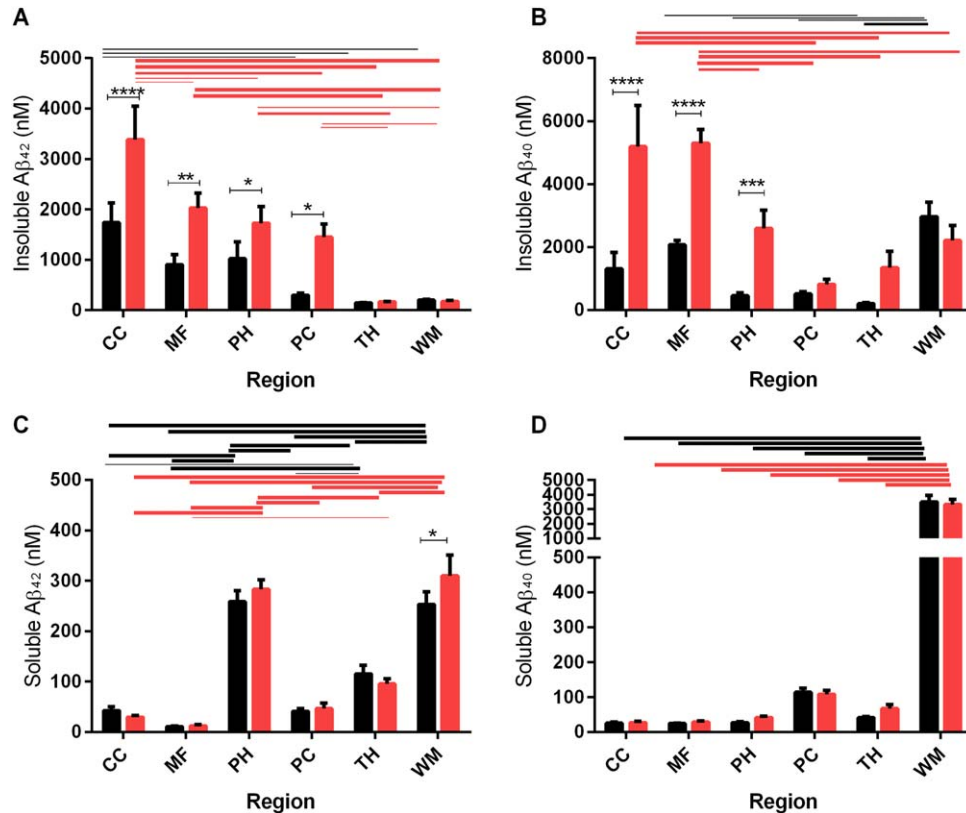 A
Insoluble Aβ42 (nM)
5000
4000
3000
2000
1000
0
****
**
*
*
CC
MF
PH
PC
TH
WM
Region
B
Insoluble Aβ40 (nM)
8000
6000
4000
2000
0
****
****
***
CC
MF
PH
PC
TH
WM
Region
C
Soluble Aβ42 (nM)
500
400
300
200
100
0
*
CC
MF
PH
PC
TH
WM
Region
D
Soluble Aβ40 (nM)
5000
4000
3000
2000
1000
500
400
300
200
100
0
CC
MF
PH
PC
TH
WM
Region